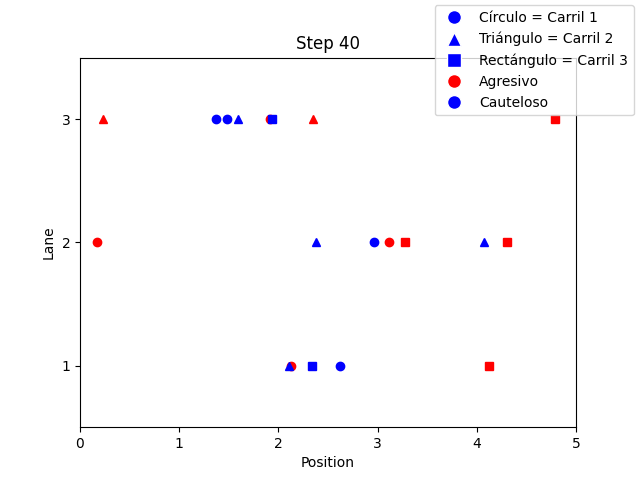 Step 40
Círculo = Carril 1
Triángulo = Carril 2
Rectángulo = Carril 3
Agresivo
Cauteloso
Lane
3
2
1
0 1 2 3 4 5
Position